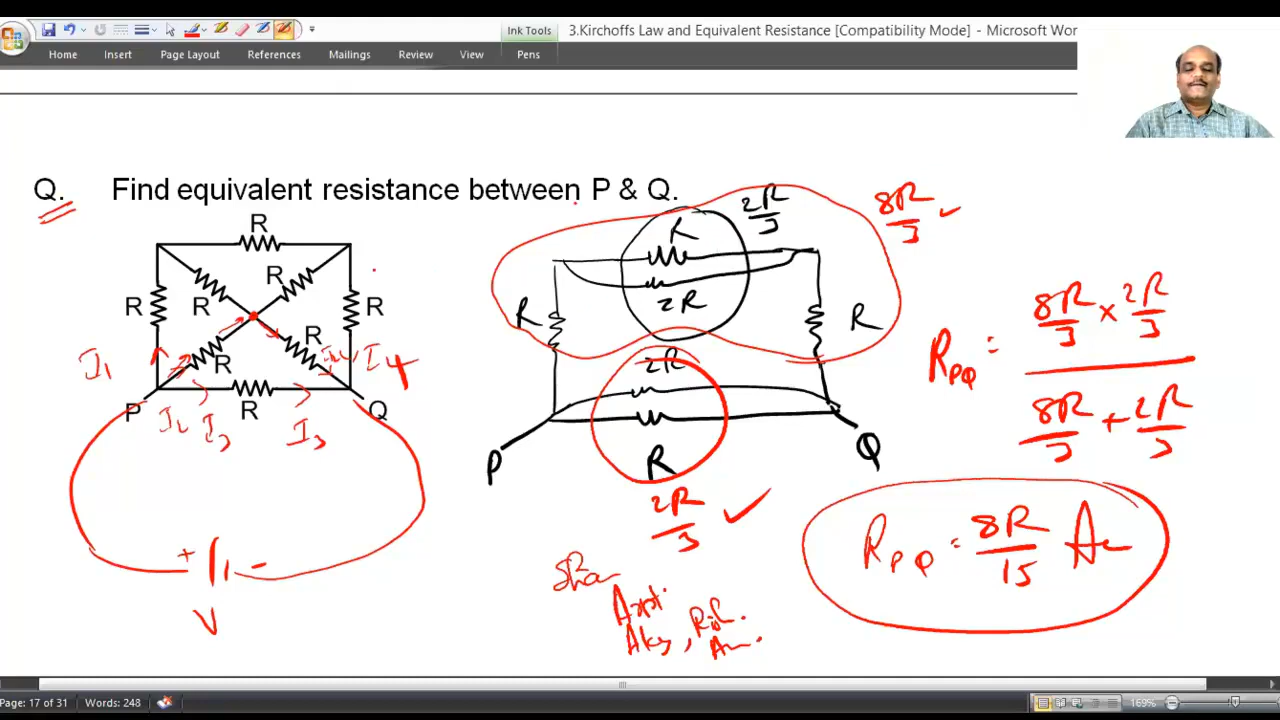 Ink Tools
3.Kirchoffs Law and Equivalent Resistance [Compatibility Mode] - Microsoft Wor
Home Insert Page Layout References Mailings Review View Pens
Q. Find equivalent resistance between P & Q.
R
R
R
R
R
R
R
R
P
Q
I1
I2
I3
I3
I4
+
-
V
R
2R/3
8R/3
2R
R
R
2R
R
2R/3
P
Q
RPQ = 8R/3 x 2R/3
8R/3 + 2R/3
RPQ = 8R/15
Page: 17 of 31 Words: 248 169%